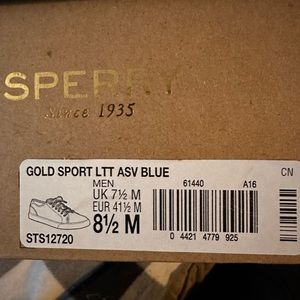 SPERRY
Since 1935
GOLD SPORT LTT ASV BLUE CN
MEN 61440 A16
UK 7½ M
EUR 41½ M
8½ M
STS12720 0 4421 4779 925